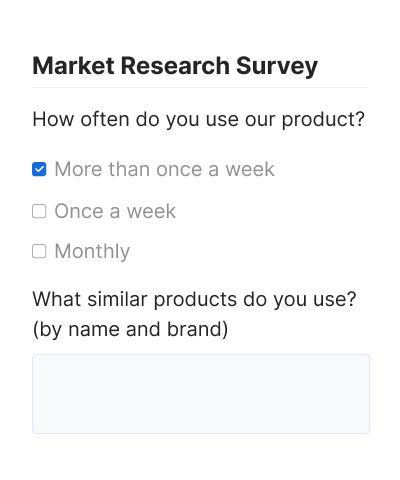 Market Research Survey
How often do you use our product?
More than once a week
Once a week
Monthly
What similar products do you use?
(by name and brand)